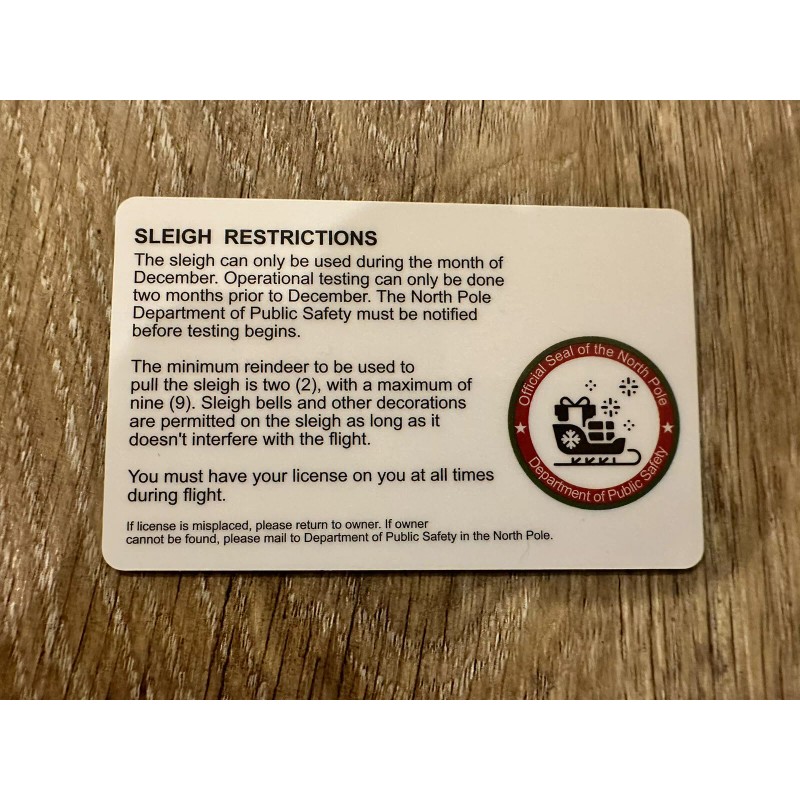 SLEIGH RESTRICTIONS
The sleigh can only be used during the month of
December. Operational testing can only be done
two months prior to December. The North Pole
Department of Public Safety must be notified
before testing begins.
The minimum reindeer to be used to
pull the sleigh is two (2), with a maximum of
nine (9). Sleigh bells and other decorations
are permitted on the sleigh as long as it
doesn't interfere with the flight.
You must have your license on you at all times
during flight.
If license is misplaced, please return to owner. If owner
cannot be found, please mail to Department of Public Safety in the North Pole.
Official Seal of the North Pole
Department of Public Safety